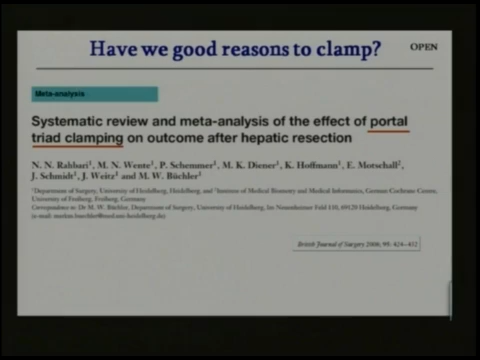 Have we good reasons to clamp?
OPEN
Meta-analysis
Systematic review and meta-analysis of the effect of portal
triad clamping on outcome after hepatic resection
N. N. Rahbari¹, M. N. Wente¹, P. Schemmer¹, M. K. Diener¹, K. Hoffmann¹, E. Motschall²,
J. Schmidt¹, J. Weitz¹ and M. W. Büchler¹
¹Department of Surgery, University of Heidelberg, Heidelberg, and ²Institute of Medical Biometry and Medical Informatics, German Cochrane Centre,
University of Freiburg, Freiburg, Germany
Correspondence to: Dr M. W. Büchler, Department of Surgery, University of Heidelberg, Im Neuenheimer Feld 110, 69120 Heidelberg, Germany
(e-mail: markus.buechler@med.uni-heidelberg.de)
British Journal of Surgery 424–432